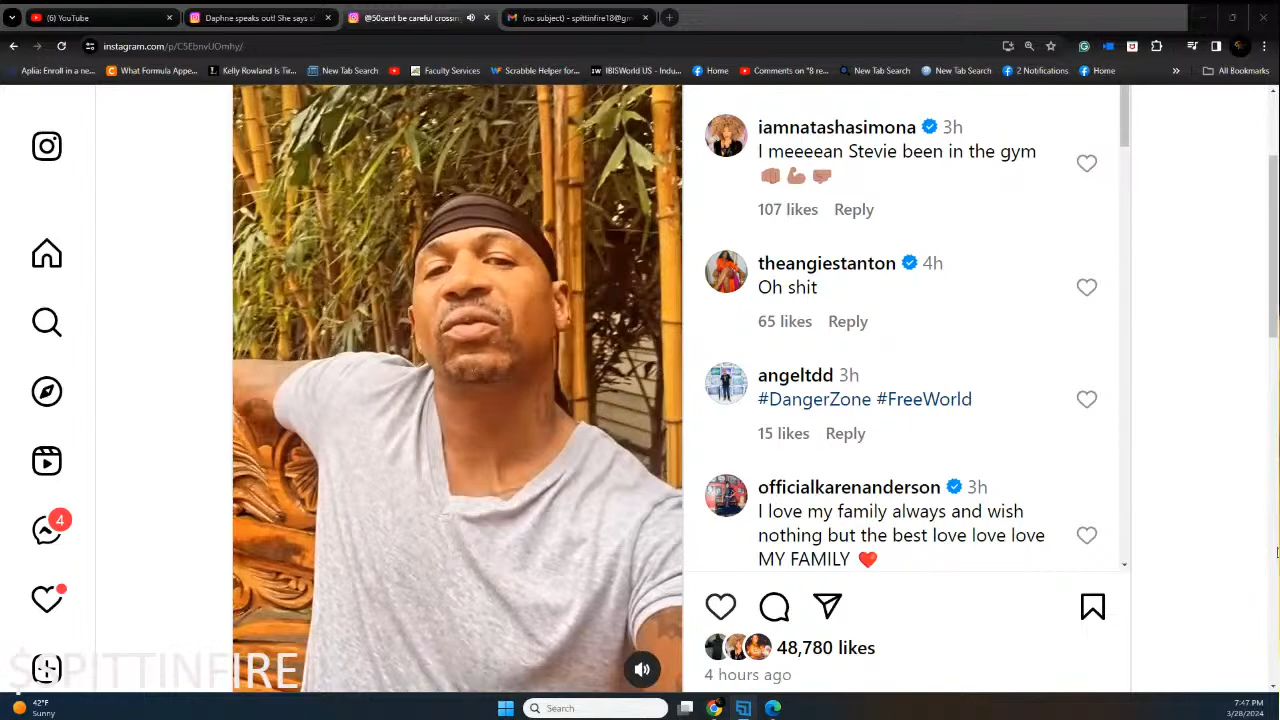 (6) YouTube
Daphne speaks out! She says s
@50cent be careful crossing
(no subject) - spittinfire18@gm
instagram.com/p/C5EbnvUOmhy/
Aplia: Enroll in a ne...
What Formula Appe...
Kelly Rowland Is Tir...
New Tab Search
Faculty Services
Scrabble Helper for...
IBISWorld US - Indu...
Home
Comments on "8 re...
New Tab Search
New Tab Search
2 Notifications
Home
»
All Bookmarks
iamnatashasimona 3h
I meeeean Stevie been in the gym
107 likes Reply
theangiestanton 4h
Oh shit
65 likes Reply
angeltdd 3h
#DangerZone #FreeWorld
15 likes Reply
officialkarenanderson 3h
I love my family always and wish
nothing but the best love love love
MY FAMILY
4
48,780 likes
4 hours ago
$SPITTINFIRE
42°F
Sunny
Search
7:47 PM
3/28/2024